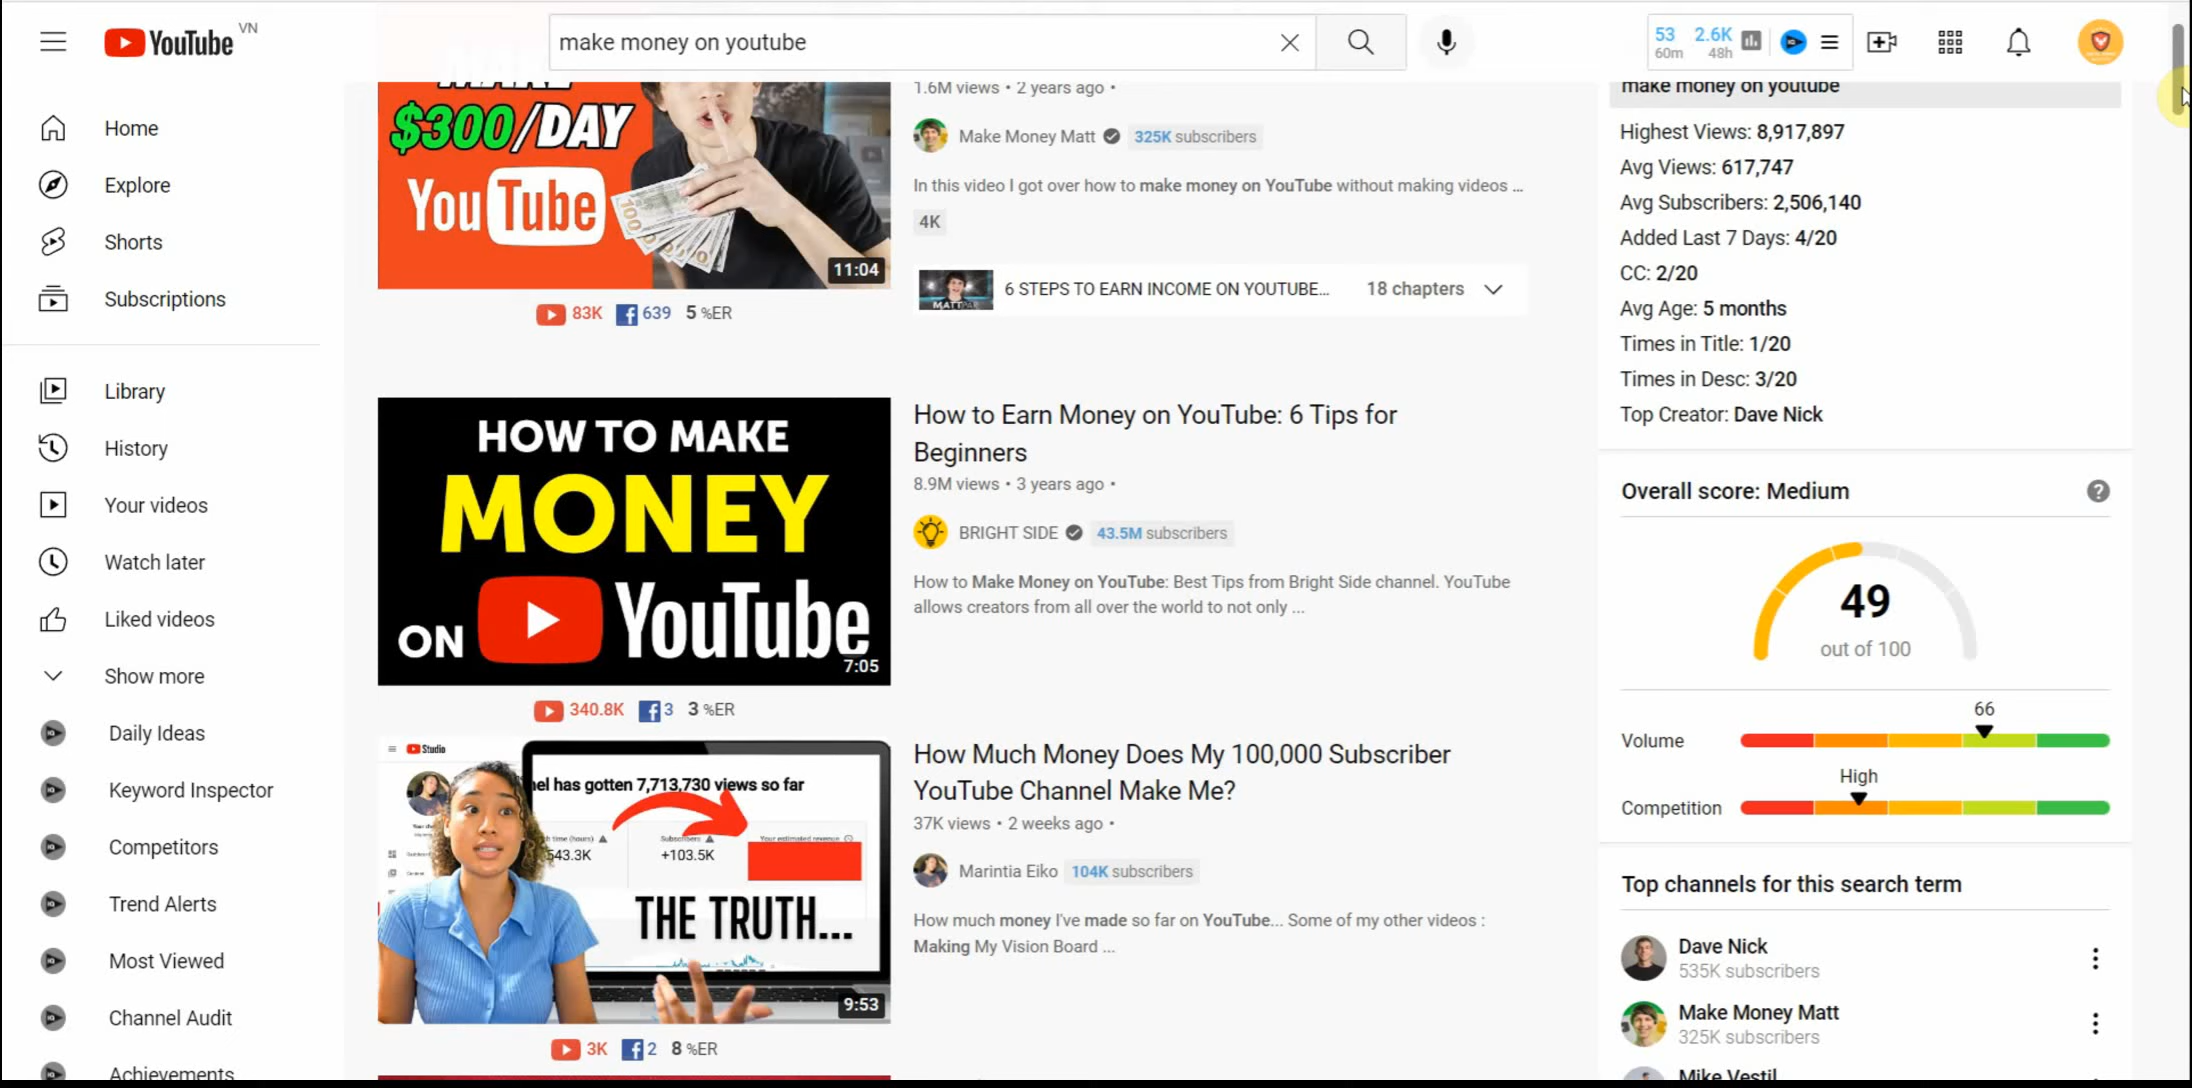 YouTube VN
make money on youtube
53 2.6K
60m 48h
Home
Explore
Shorts
Subscriptions
Library
History
Your videos
Watch later
Liked videos
Show more
Daily Ideas
Keyword Inspector
Competitors
Trend Alerts
Most Viewed
Channel Audit
Achievements
$300/DAY
YouTube
11:04
83K 639 5 %ER
1.6M views • 2 years ago •
Make Money Matt 325K subscribers
In this video I got over how to make money on YouTube without making videos ...
4K
6 STEPS TO EARN INCOME ON YOUTUBE... 18 chapters
HOW TO MAKE
MONEY
ON YouTube
7:05
340.8K 3 3 %ER
How to Earn Money on YouTube: 6 Tips for
Beginners
8.9M views • 3 years ago •
BRIGHT SIDE 43.5M subscribers
How to Make Money on YouTube: Best Tips from Bright Side channel. YouTube
allows creators from all over the world to not only ...
Studio
nel has gotten 7,713,730 views so far
time (hours) Subscribers Your estimated revenue
543.3K +103.5K
THE TRUTH...
9:53
3K 2 8 %ER
How Much Money Does My 100,000 Subscriber
YouTube Channel Make Me?
37K views • 2 weeks ago •
Marintia Eiko 104K subscribers
How much money I've made so far on YouTube... Some of my other videos :
Making My Vision Board ...
make money on youtube
Highest Views: 8,917,897
Avg Views: 617,747
Avg Subscribers: 2,506,140
Added Last 7 Days: 4/20
CC: 2/20
Avg Age: 5 months
Times in Title: 1/20
Times in Desc: 3/20
Top Creator: Dave Nick
Overall score: Medium
49
out of 100
66
Volume
High
Competition
Top channels for this search term
Dave Nick
535K subscribers
Make Money Matt
325K subscribers
Mike Vestil